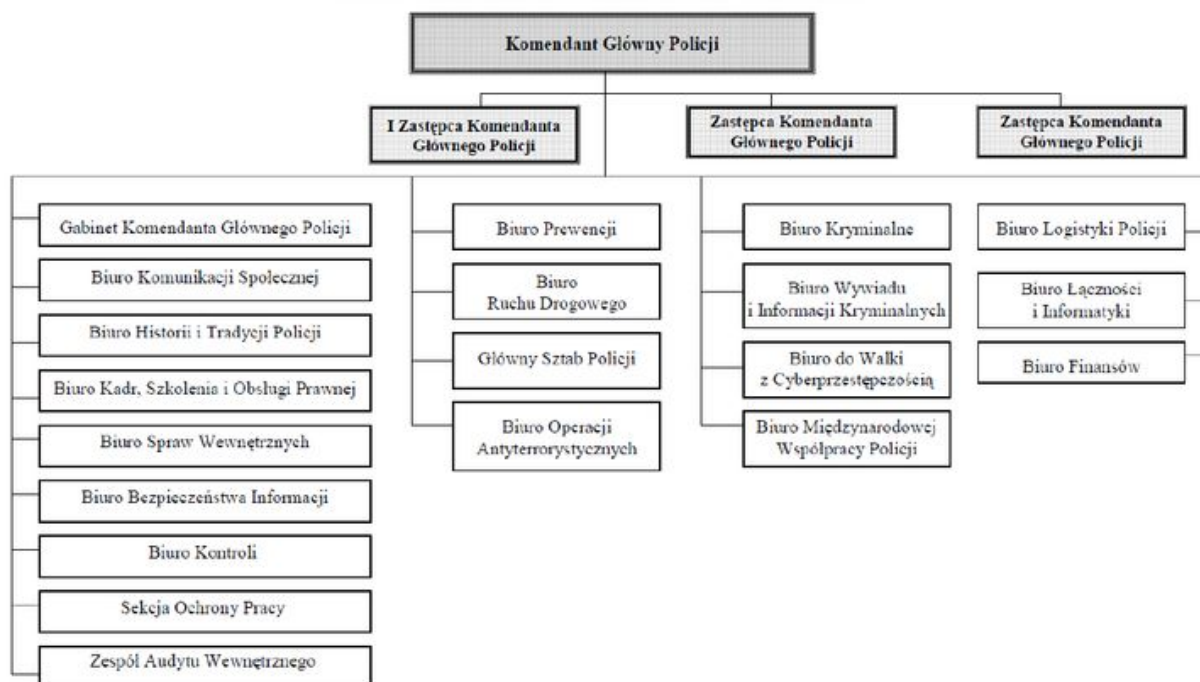 Komendant Główny Policji
I Zastępca Komendanta
Głównego Policji
Zastępca Komendanta
Głównego Policji
Zastępca Komendanta
Głównego Policji
Gabinet Komendanta Głównego Policji
Biuro Komunikacji Społecznej
Biuro Historii i Tradycji Policji
Biuro Kadr, Szkolenia i Obsługi Prawnej
Biuro Spraw Wewnętrznych
Biuro Bezpieczeństwa Informacji
Biuro Kontroli
Sekcja Ochrony Pracy
Zespół Audytu Wewnętrznego
Biuro Prewencji
Biuro
Ruchu Drogowego
Główny Sztab Policji
Biuro Operacji
Antyterrorystycznych
Biuro Kryminalne
Biuro Wywiadu
i Informacji Kryminalnych
Biuro do Walki
z Cyberprzestępczością
Biuro Międzynarodowej
Współpracy Policji
Biuro Logistyki Policji
Biuro Łączności
i Informatyki
Biuro Finansów